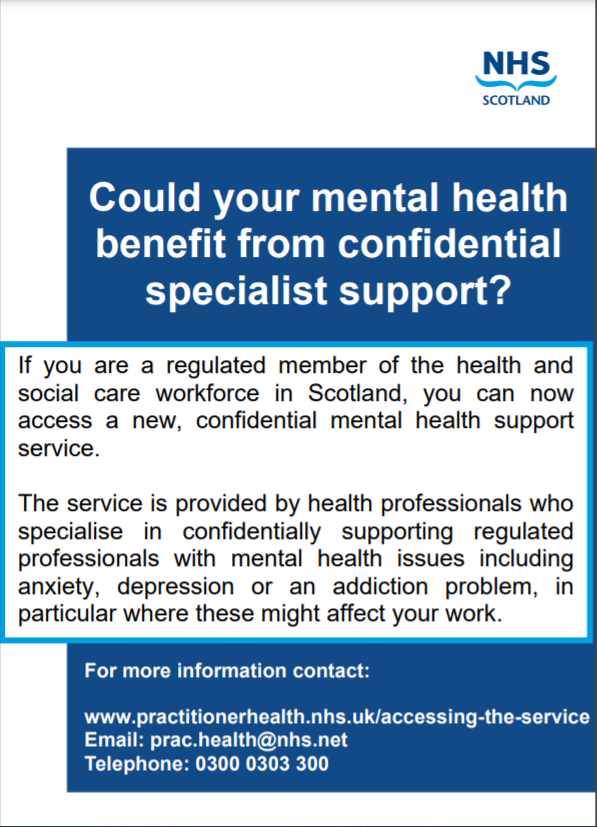 NHS
SCOTLAND
Could your mental health
benefit from confidential
specialist support?
If you are a regulated member of the health and
social care workforce in Scotland, you can now
access a new, confidential mental health support
service.
The service is provided by health professionals who
specialise in confidentially supporting regulated
professionals with mental health issues including
anxiety, depression or an addiction problem, in
particular where these might affect your work.
For more information contact:
www.practitionerhealth.nhs.uk/accessing-the-service
Email: prac.health@nhs.net
Telephone: 0300 0303 300